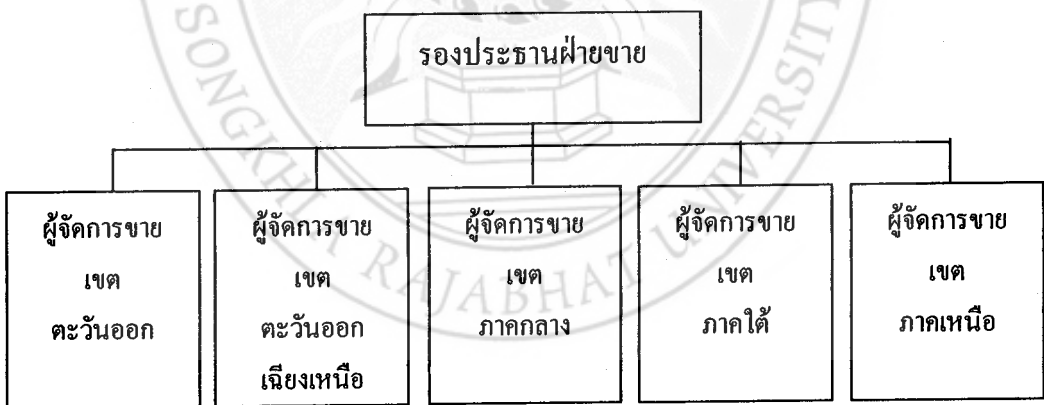 รองประธานฝ่ายขาย
ผู้จัดการขาย
เขต
ตะวันออก
ผู้จัดการขาย
เขต
ตะวันออก
เฉียงเหนือ
ผู้จัดการขาย
เขต
ภาคกลาง
ผู้จัดการขาย
เขต
ภาคใต้
ผู้จัดการขาย
เขต
ภาคเหนือ
SONGKHLA RAJABHAT UNIVERSITY